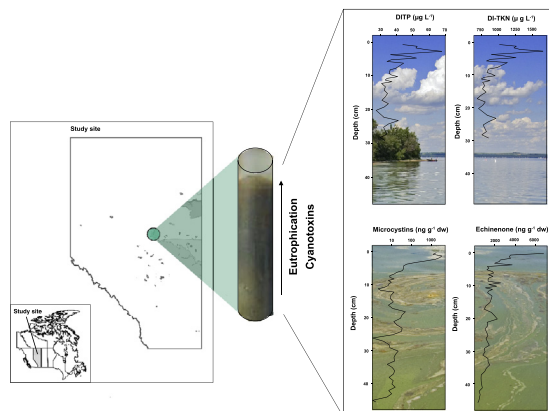 Study site
Study site
Eutrophication
Cyanotoxins
DITP (µg L⁻¹)
30 40 50 60 70
0
10
20
30
40
Depth (cm)
DI-TKN (µ g L⁻¹)
750 1000 1250 1500
0
10
20
30
40
Depth (cm)
Microcystins (ng g⁻¹ dw)
10 100 1000
0
10
20
30
40
Depth (cm)
Echinenone (ng g⁻¹ dw)
2000 4000 6000
0
10
20
30
40
Depth (cm)